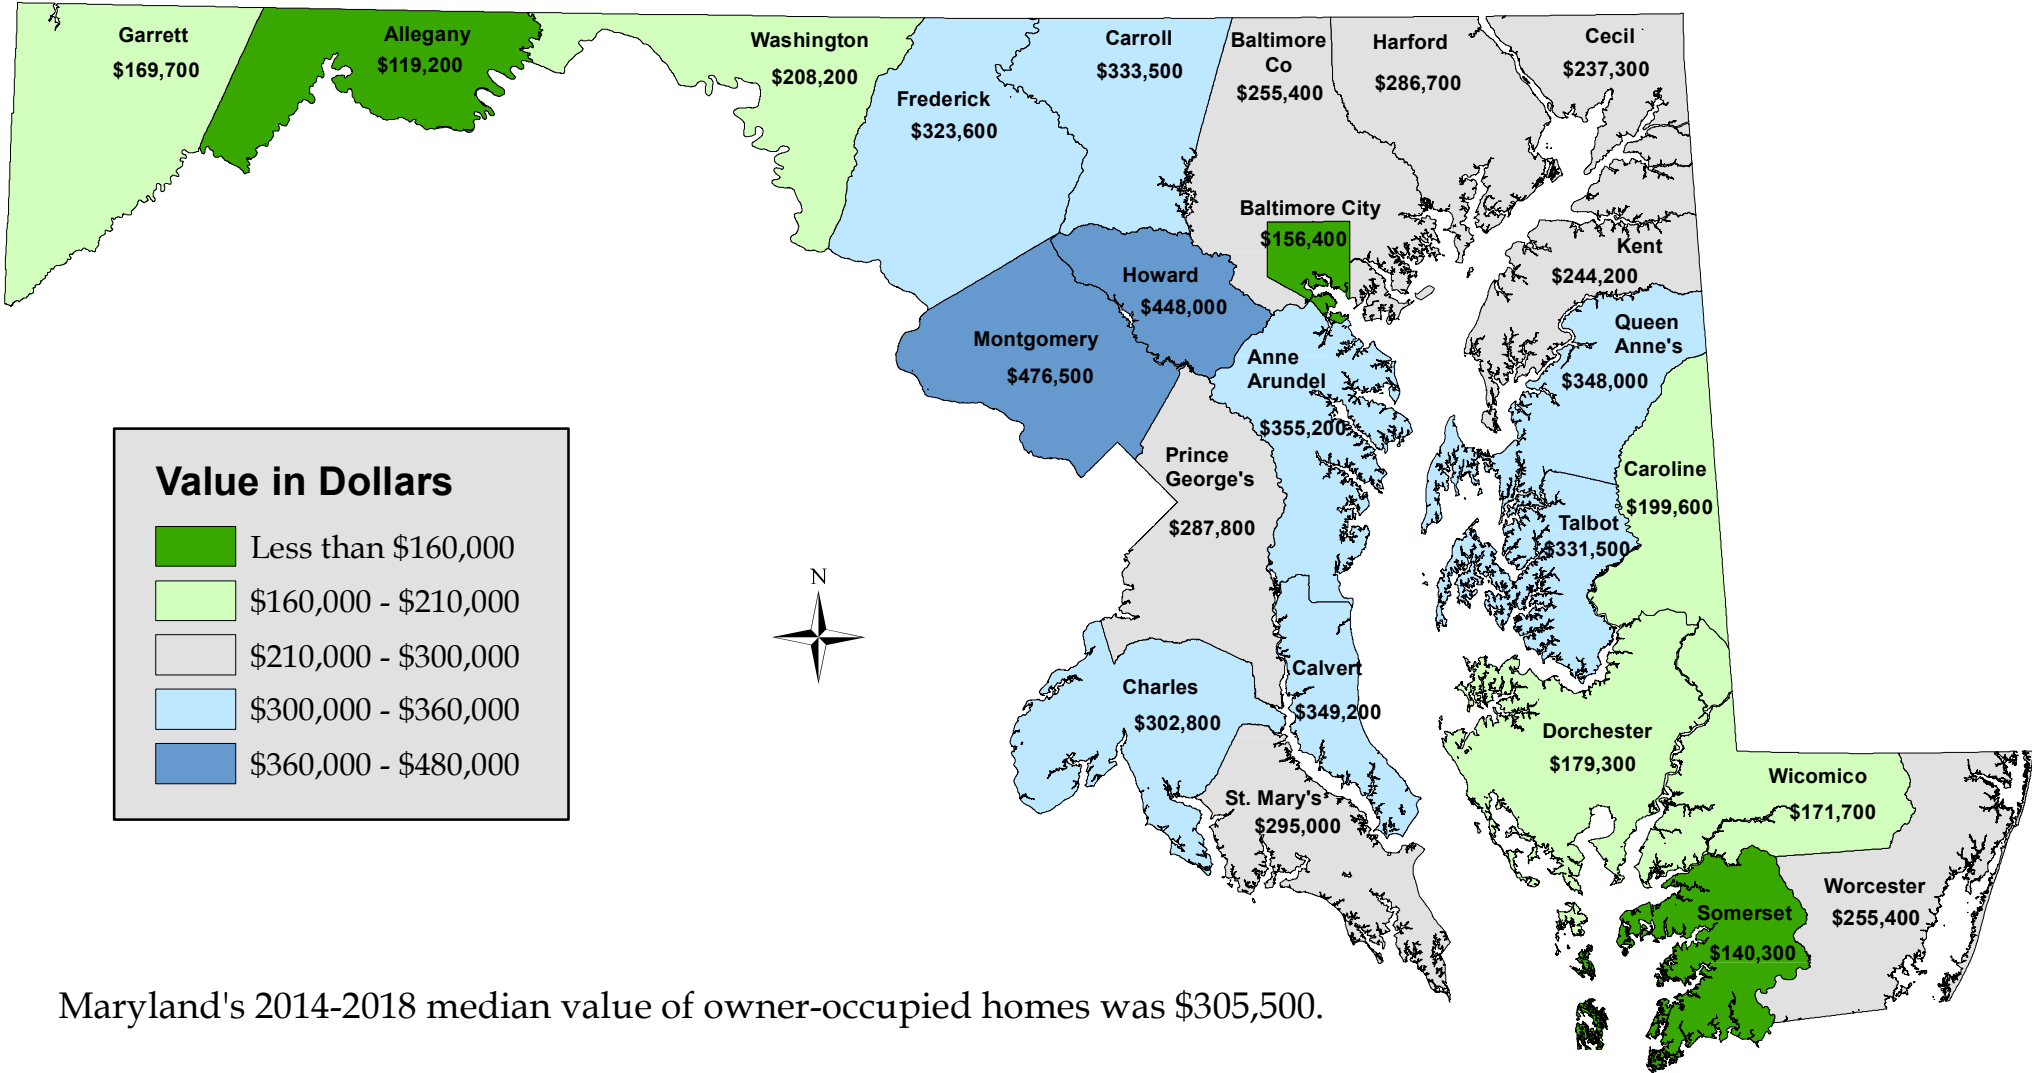 Garrett
$169,700
Allegany
$119,200
Washington
$208,200
Frederick
$323,600
Carroll
$333,500
Baltimore
Co
$255,400
Harford
$286,700
Cecil
$237,300
Baltimore City
$156,400
Kent
$244,200
Howard
$448,000
Montgomery
$476,500
Anne
Arundel
$355,200
Queen
Anne's
$348,000
Prince
George's
$287,800
Caroline
$199,600
Talbot
$331,500
Calvert
$349,200
Charles
$302,800
St. Mary's
$295,000
Dorchester
$179,300
Wicomico
$171,700
Somerset
$140,300
Worcester
$255,400
Value in Dollars
Less than $160,000
$160,000 - $210,000
$210,000 - $300,000
$300,000 - $360,000
$360,000 - $480,000
N
Maryland's 2014-2018 median value of owner-occupied homes was $305,500.